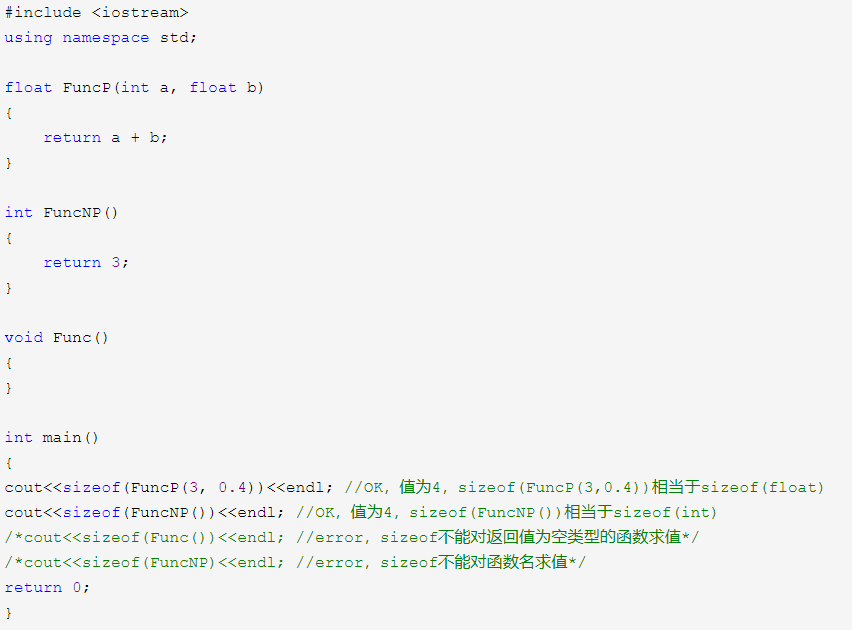 #include <iostream>
using namespace std;
float FuncP(int a, float b)
{
    return a + b;
}
int FuncNP()
{
    return 3;
}
void Func()
{
}
int main()
{
cout<<sizeof(FuncP(3, 0.4))<<endl; //OK，值为4，sizeof(FuncP(3,0.4))相当于sizeof(float)
cout<<sizeof(FuncNP())<<endl; //OK，值为4，sizeof(FuncNP())相当于sizeof(int)
/*cout<<sizeof(Func())<<endl; //error，sizeof不能对返回值为空类型的函数求值*/
/*cout<<sizeof(FuncNP)<<endl; //error，sizeof不能对函数名求值*/
return 0;
}